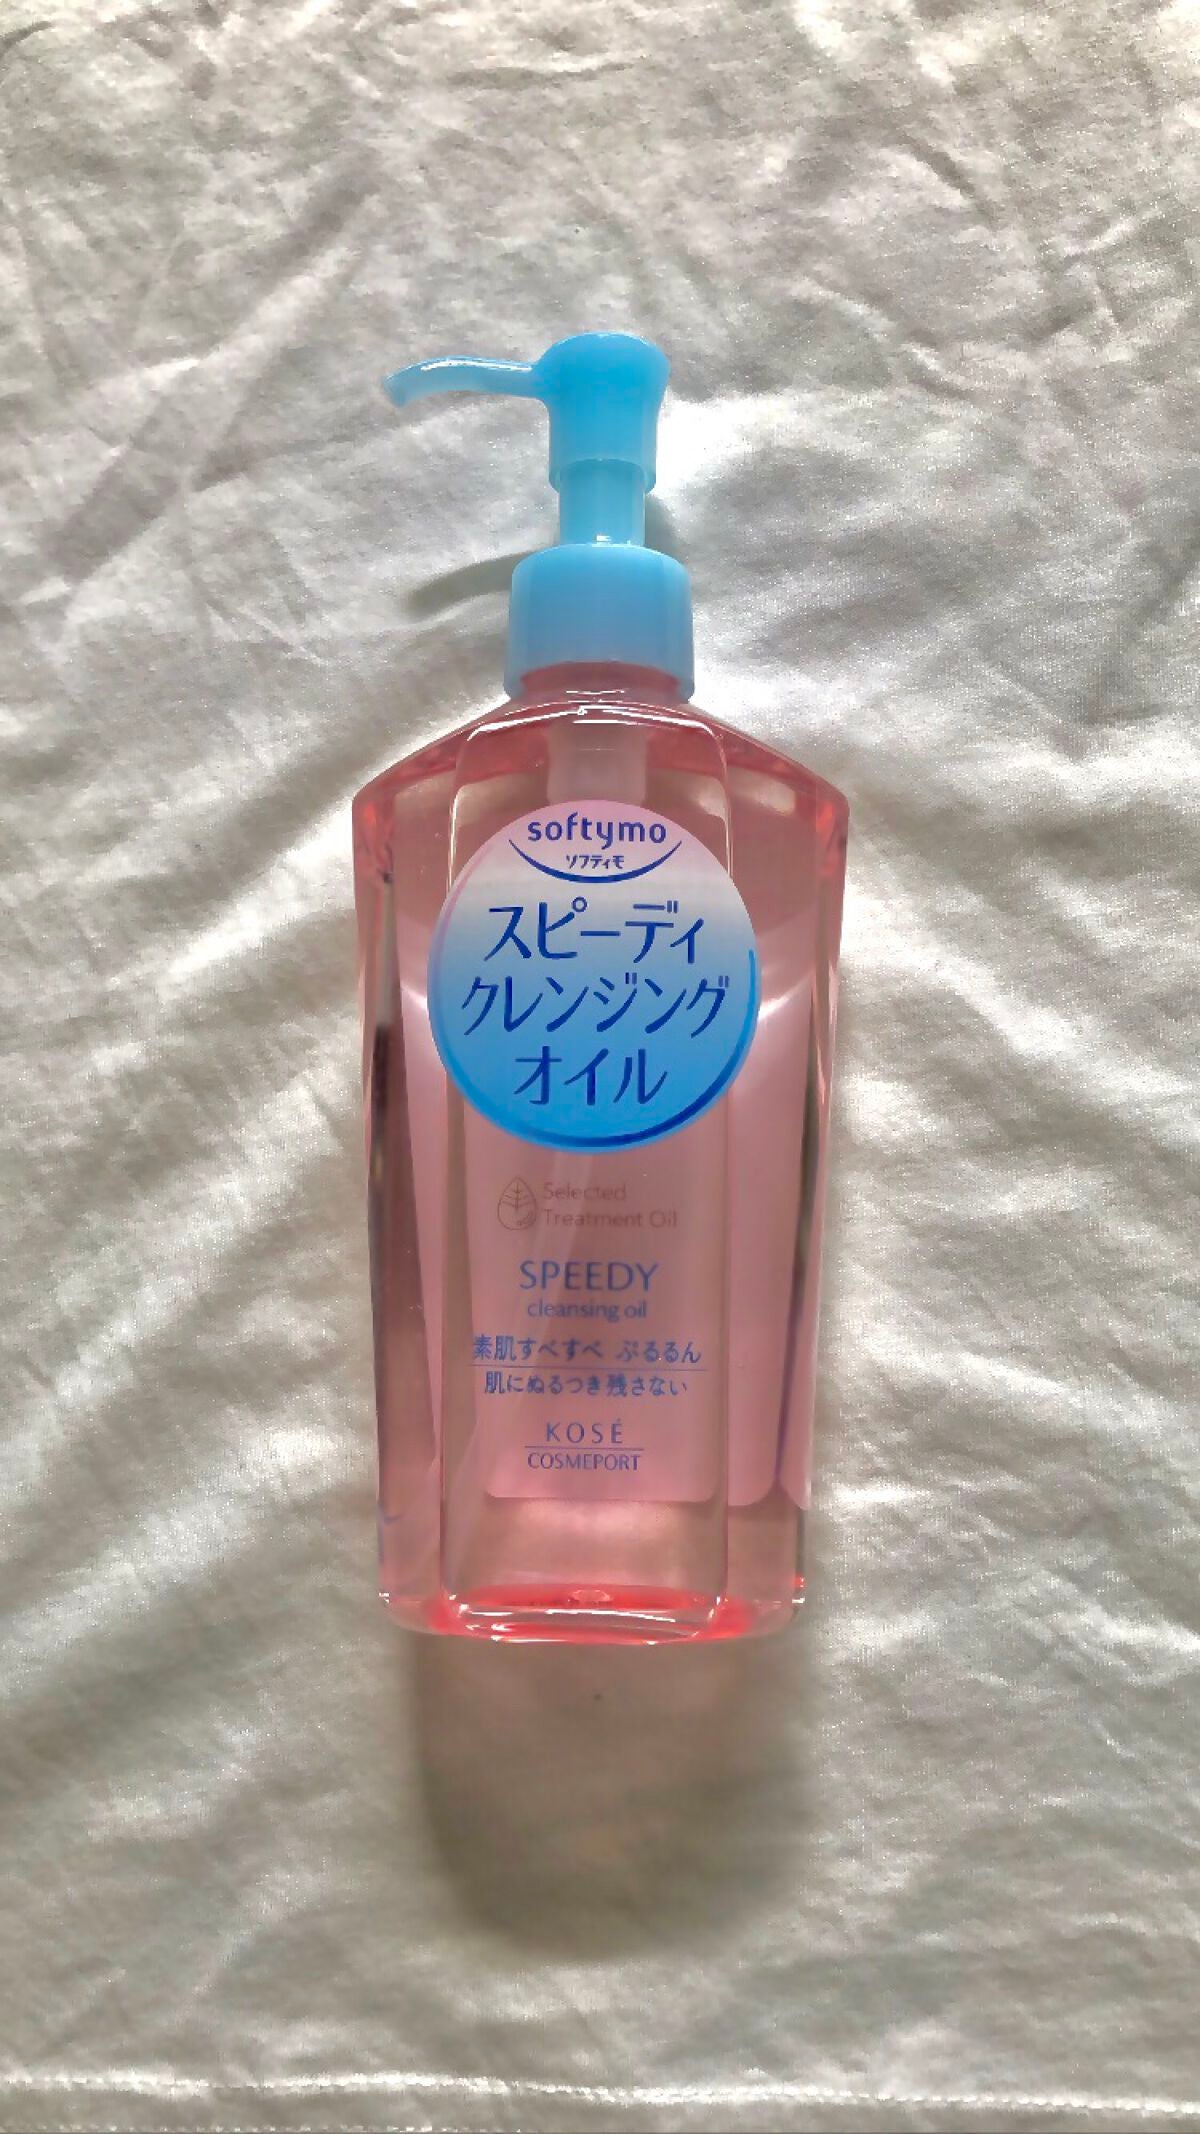 softymo
ソフティモ
スピーディ
クレンジング
オイル
Selected
Treatment Oil
SPEEDY
cleansing oil
素肌すべすべ ぷるるん
肌にぬるつき残さない
KOSÉ
COSMEPORT